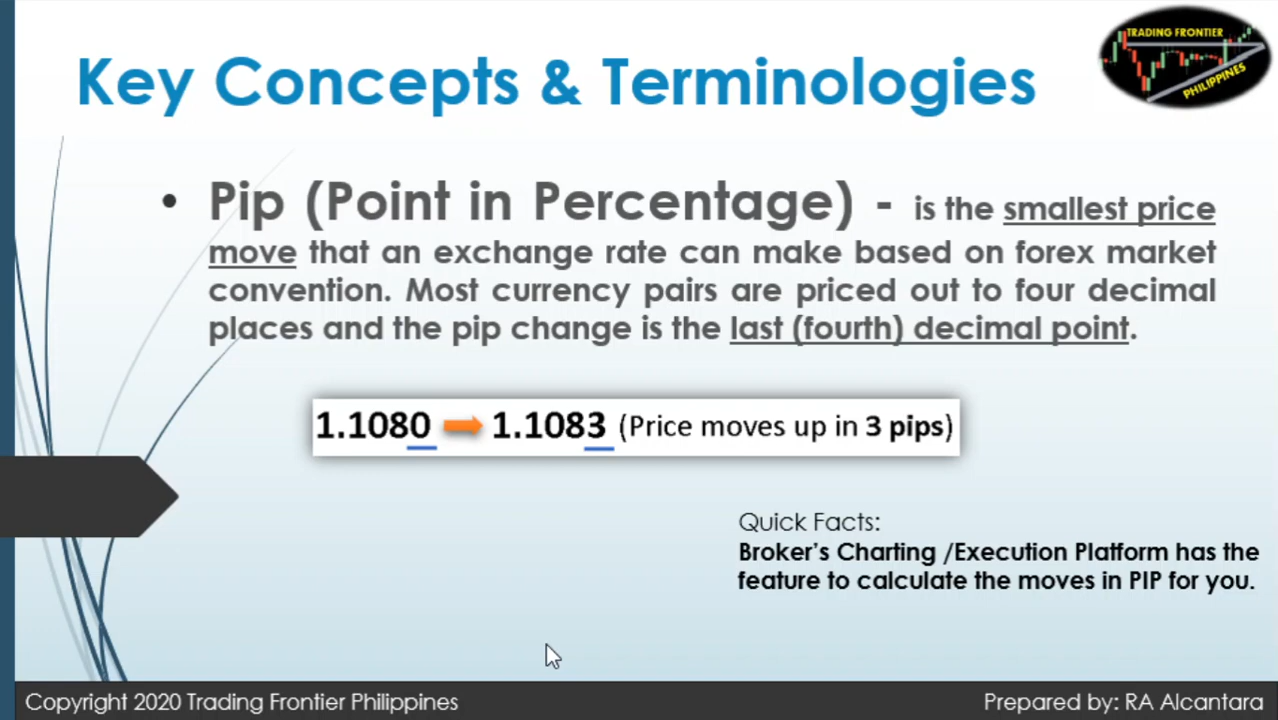 TRADING FRONTIER
PHILIPPINES
Key Concepts & Terminologies
• Pip (Point in Percentage) - is the smallest price
move that an exchange rate can make based on forex market
convention. Most currency pairs are priced out to four decimal
places and the pip change is the last (fourth) decimal point.
1.1080 1.1083 (Price moves up in 3 pips)
Quick Facts:
Broker's Charting /Execution Platform has the
feature to calculate the moves in PIP for you.
Copyright 2020 Trading Frontier Philippines
Prepared by: RA Alcantara